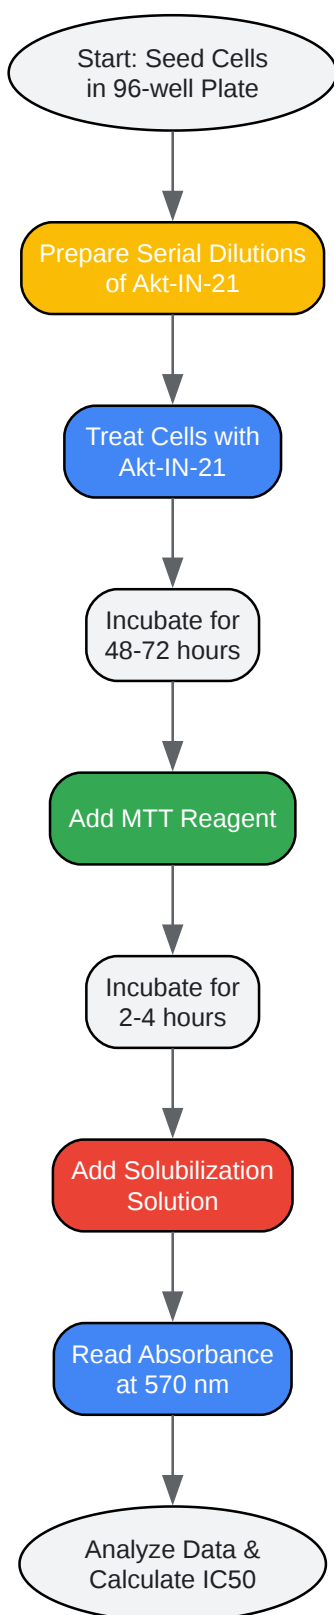 Start: Seed Cells
in 96-well Plate
Prepare Serial Dilutions
of Akt-IN-21
Treat Cells with
Akt-IN-21
Incubate for
48-72 hours
Add MTT Reagent
Incubate for
2-4 hours
Add Solubilization
Solution
Read Absorbance
at 570 nm
Analyze Data &
Calculate IC50